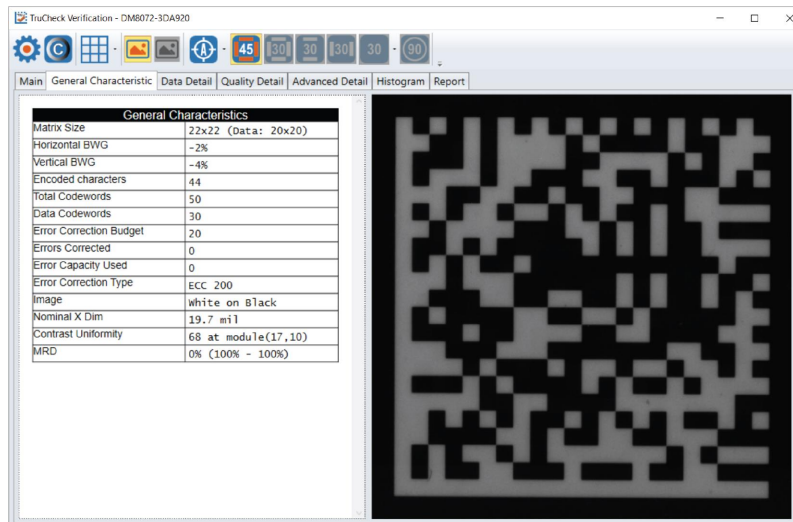 TruCheck Verification - DM8072-3DA920
A 45 30 30 30 30 90
Main General Characteristic Data Detail Quality Detail Advanced Detail Histogram Report
General Characteristics
Matrix Size 22x22 (Data: 20x20)
Horizontal BWG -2%
Vertical BWG -4%
Encoded characters 44
Total Codewords 50
Data Codewords 30
Error Correction Budget 20
Errors Corrected 0
Error Capacity Used 0
Error Correction Type ECC 200
Image White on Black
Nominal X Dim 19.7 mil
Contrast Uniformity 68 at module(17,10)
MRD 0% (100% - 100%)